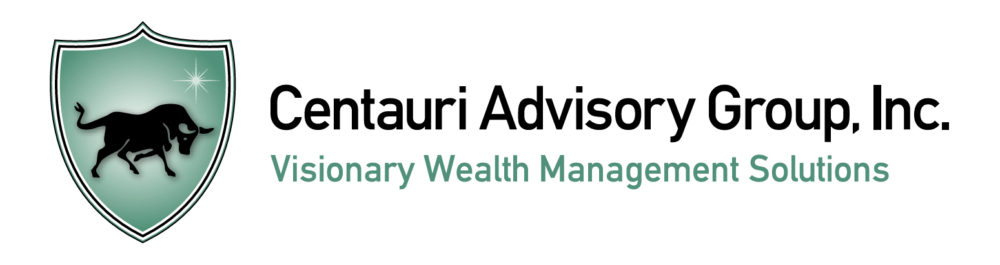 Centauri Advisory Group, Inc.
Visionary Wealth Management Solutions